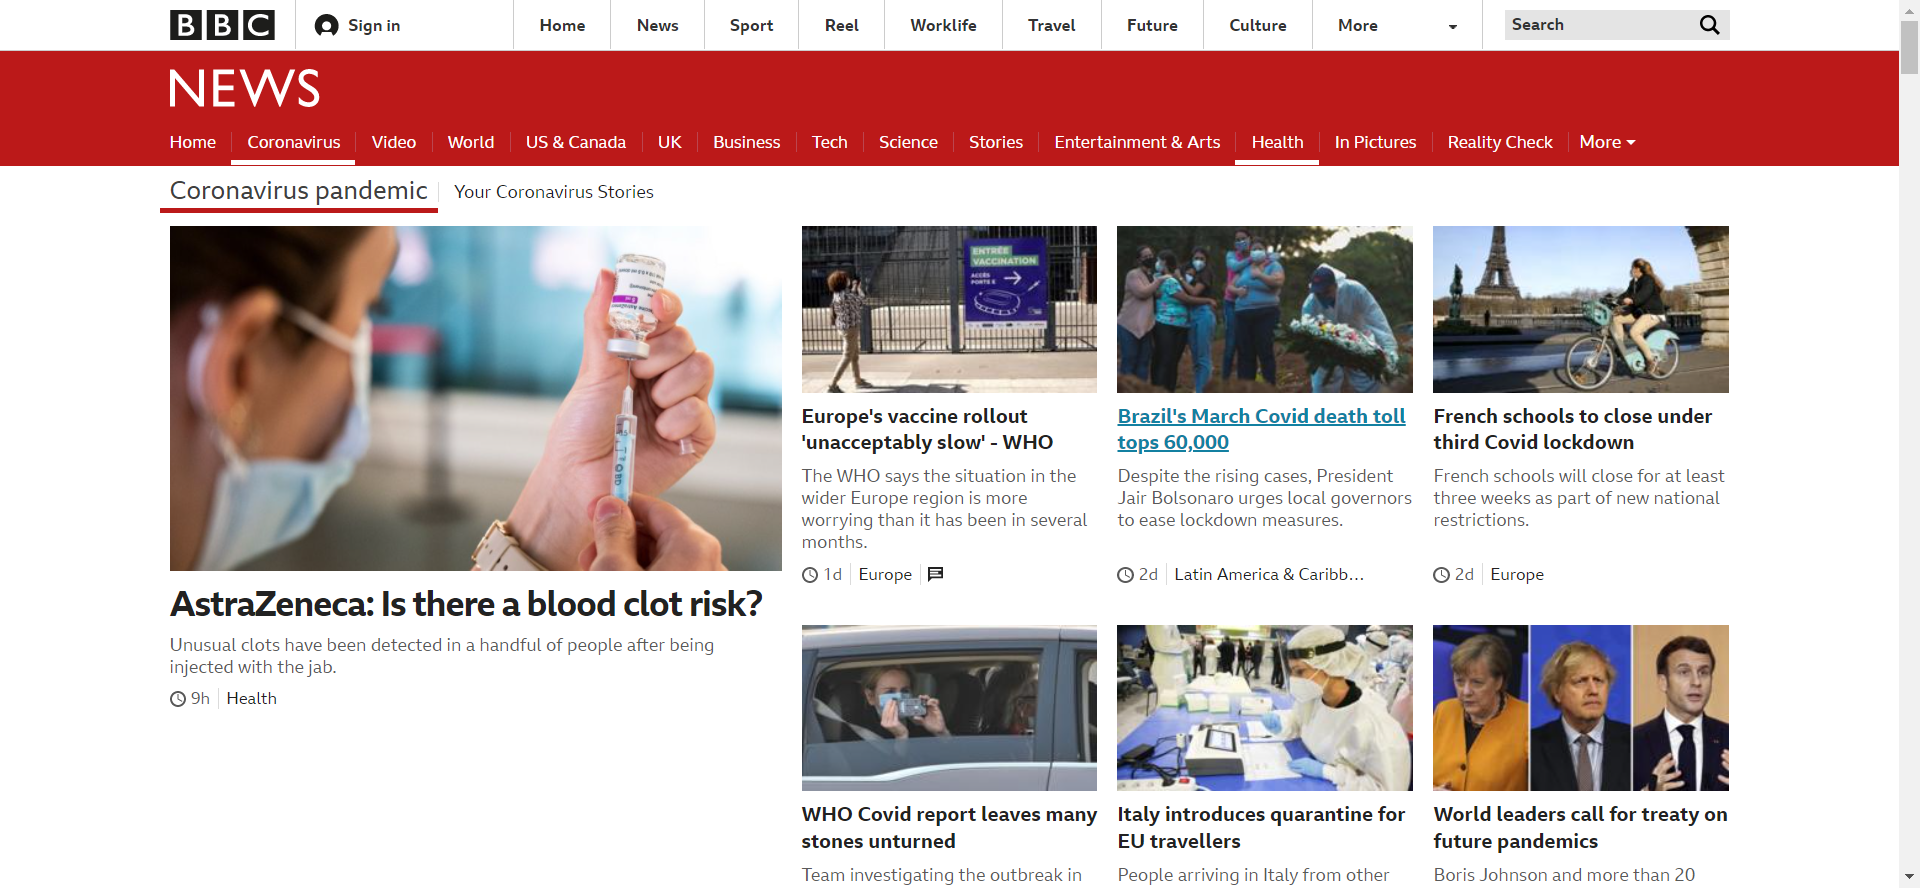 BBC Sign in Home News Sport Reel Worklife Travel Future Culture More Search
NEWS
Home Coronavirus Video World US & Canada UK Business Tech Science Stories Entertainment & Arts Health In Pictures Reality Check More
Coronavirus pandemic Your Coronavirus Stories
ENTRÉE
VACCINATION
ACCÈS
PORTE E
AstraZeneca: Is there a blood clot risk?
Unusual clots have been detected in a handful of people after being
injected with the jab.
9h Health
Europe's vaccine rollout
'unacceptably slow' - WHO
The WHO says the situation in the
wider Europe region is more
worrying than it has been in several
months.
1d Europe
Brazil's March Covid death toll
tops 60,000
Despite the rising cases, President
Jair Bolsonaro urges local governors
to ease lockdown measures.
2d Latin America & Caribb...
French schools to close under
third Covid lockdown
French schools will close for at least
three weeks as part of new national
restrictions.
2d Europe
WHO Covid report leaves many
stones unturned
Team investigating the outbreak in
Italy introduces quarantine for
EU travellers
People arriving in Italy from other
World leaders call for treaty on
future pandemics
Boris Johnson and more than 20